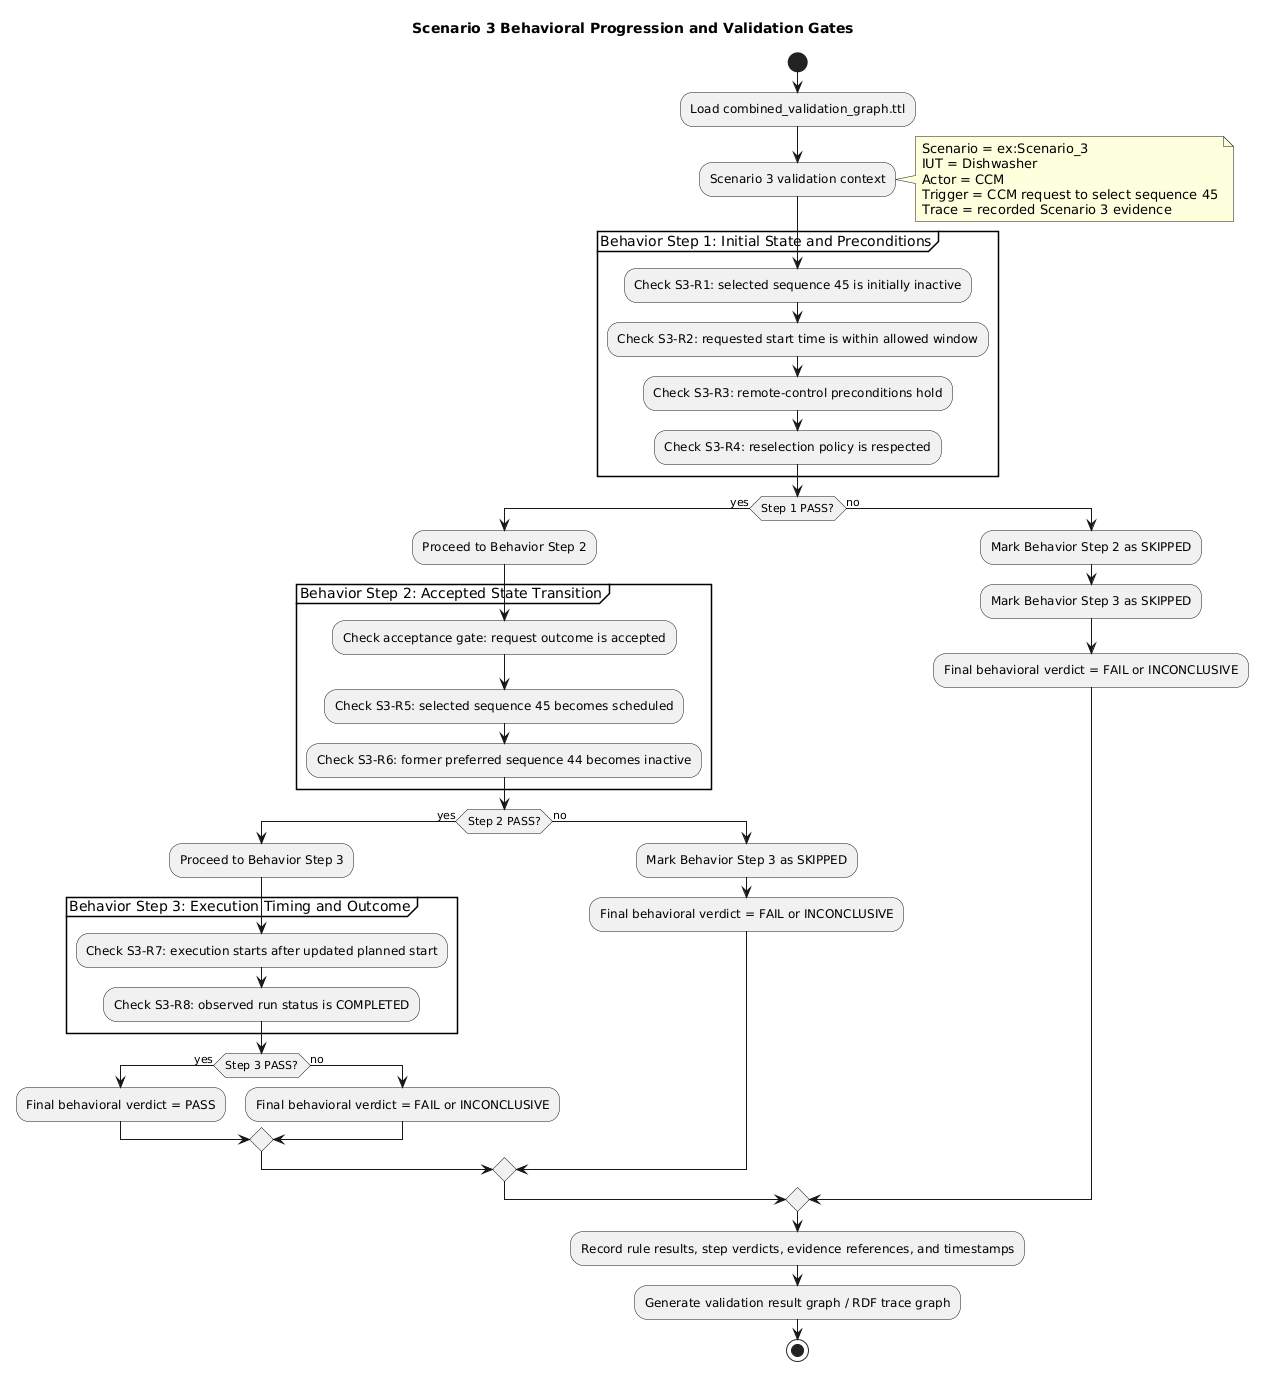 Scenario 3 Behavioral Progression and Validation Gates
Load combined_validation_graph.ttl
Scenario 3 validation context
Scenario = ex:Scenario_3
IUT = Dishwasher
Actor = CCM
Trigger = CCM request to select sequence 45
Trace = recorded Scenario 3 evidence
Behavior Step 1: Initial State and Preconditions
Check S3-R1: selected sequence 45 is initially inactive
Check S3-R2: requested start time is within allowed window
Check S3-R3: remote-control preconditions hold
Check S3-R4: reselection policy is respected
yes
Step 1 PASS?
no
Proceed to Behavior Step 2
Mark Behavior Step 2 as SKIPPED
Behavior Step 2: Accepted State Transition
Mark Behavior Step 3 as SKIPPED
Check acceptance gate: request outcome is accepted
Final behavioral verdict = FAIL or INCONCLUSIVE
Check S3-R5: selected sequence 45 becomes scheduled
Check S3-R6: former preferred sequence 44 becomes inactive
yes
Step 2 PASS?
no
Proceed to Behavior Step 3
Mark Behavior Step 3 as SKIPPED
Behavior Step 3: Execution Timing and Outcome
Final behavioral verdict = FAIL or INCONCLUSIVE
Check S3-R7: execution starts after updated planned start
Check S3-R8: observed run status is COMPLETED
yes
Step 3 PASS?
no
Final behavioral verdict = PASS
Final behavioral verdict = FAIL or INCONCLUSIVE
Record rule results, step verdicts, evidence references, and timestamps
Generate validation result graph / RDF trace graph